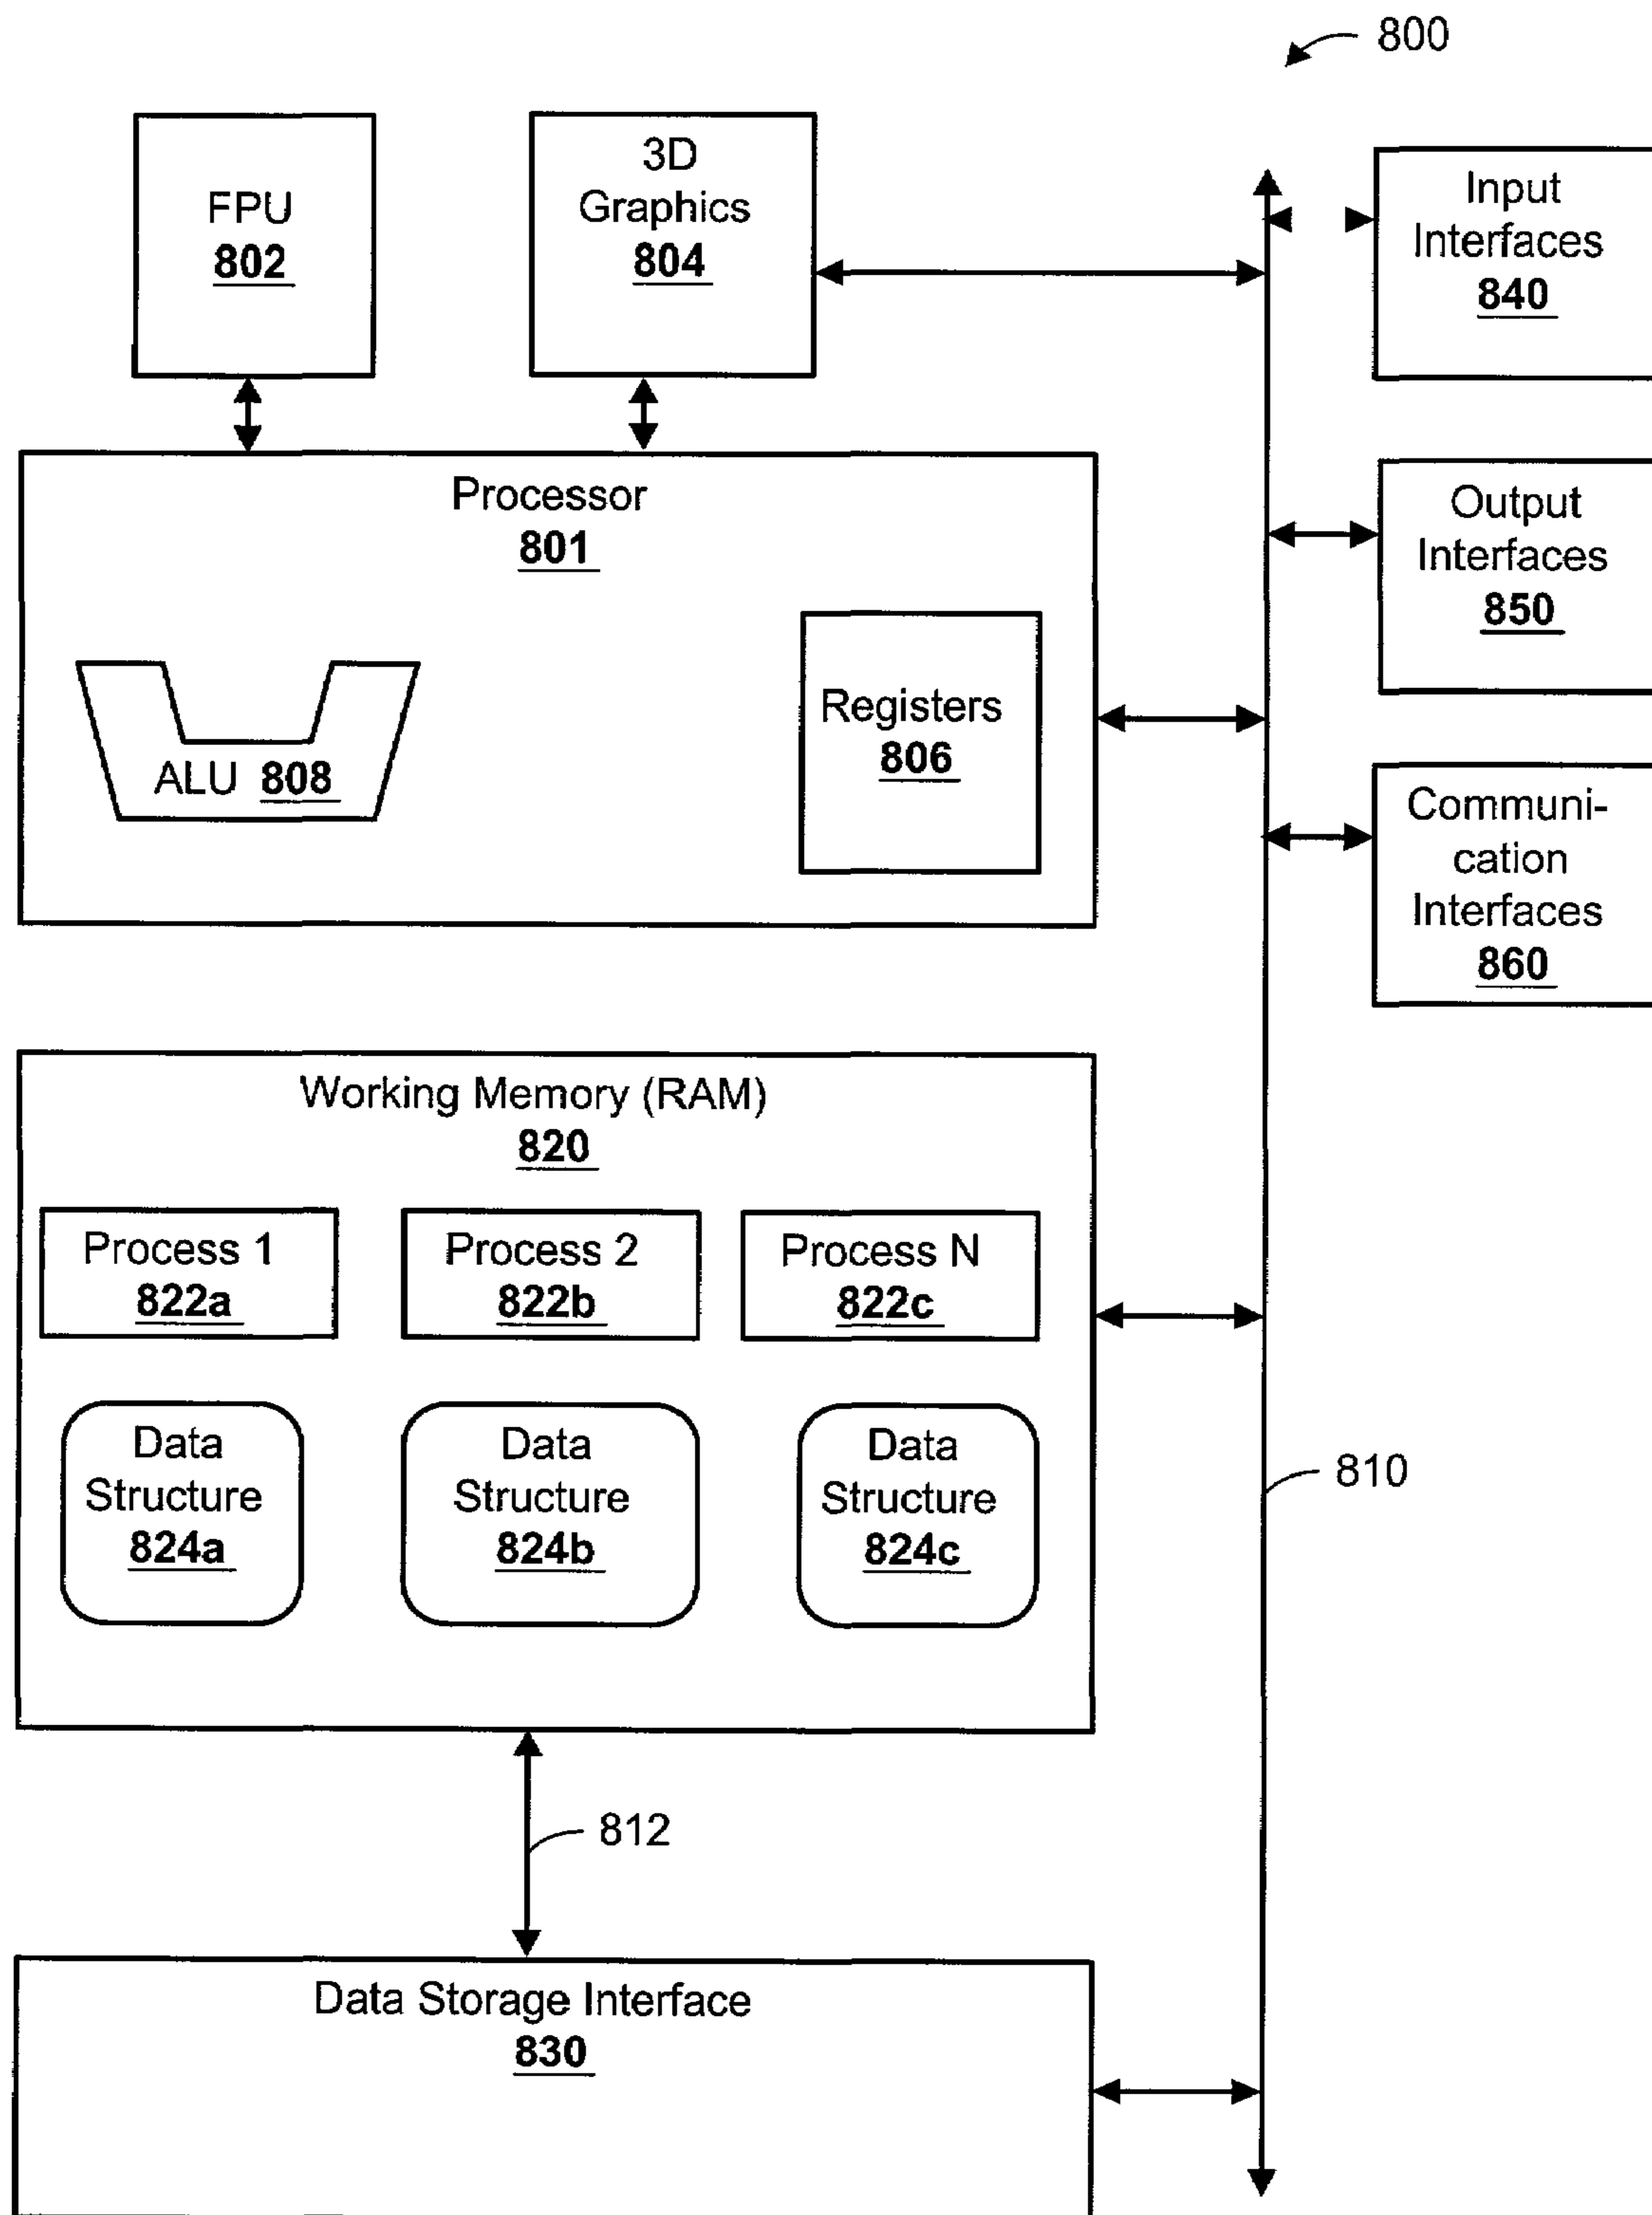 800
FPU
802
3D
Graphics
804
Input
Interfaces
840
Processor
801
Output
Interfaces
850
Registers
806
ALU 808
Communi-
cation
Interfaces
860
Working Memory (RAM)
820
Process 1
822a
Process 2
822b
Process N
822c
Data
Structure
824a
Data
Structure
824b
Data
Structure
824c
810
812
Data Storage Interface
830